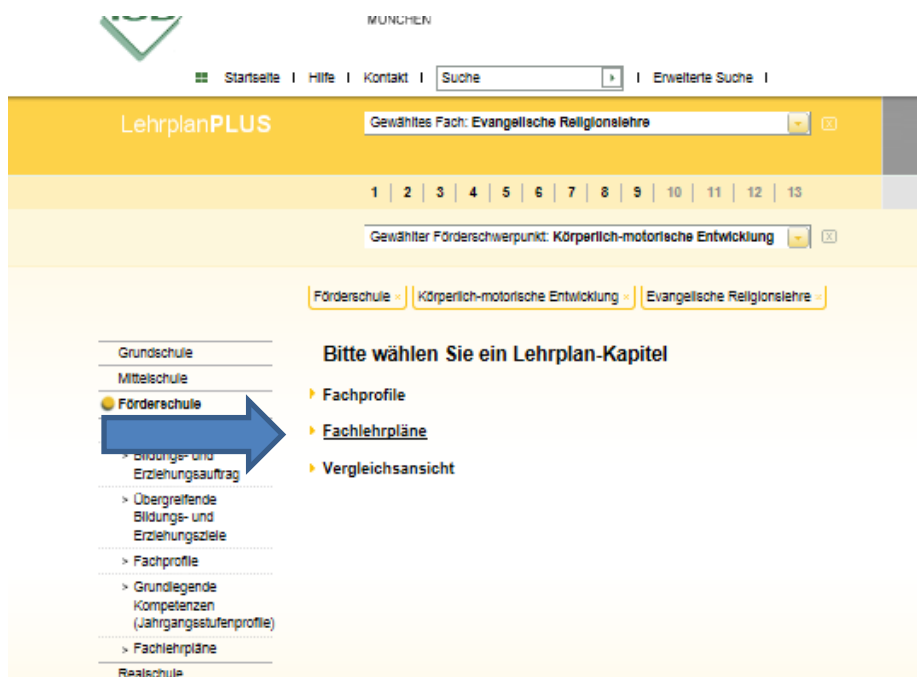 MÜNCHEN
Startseite | Hilfe | Kontakt | Suche | Erweiterte Suche |
LehrplanPLUS
Gewähltes Fach: Evangelische Religionslehre
1 | 2 | 3 | 4 | 5 | 6 | 7 | 8 | 9 | 10 | 11 | 12 | 13
Gewählter Förderschwerpunkt: Körperlich-motorische Entwicklung
Förderschule × Körperlich-motorische Entwicklung × Evangelische Religionslehre ×
Grundschule
Mittelschule
Förderschule
> Bildungs- und
Erziehungsauftrag
> Übergreifende
Bildungs- und
Erziehungsziele
> Fachprofile
> Grundlegende
Kompetenzen
(Jahrgangsstufenprofile)
> Fachlehrpläne
Realschule
Bitte wählen Sie ein Lehrplan-Kapitel
Fachprofile
Fachlehrpläne
Vergleichsansicht